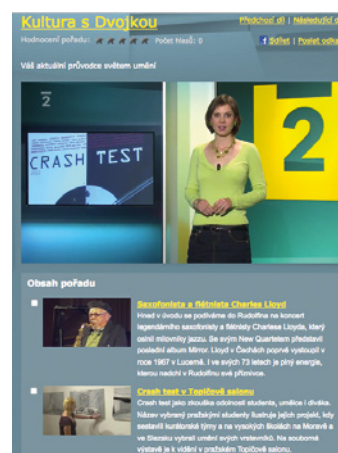 Kultura s Dvojkou
Předchozí díl | Následující d
Hodnocení pořadu: Počet hlasů: 0
Sdílet | Poslat odka
Váš aktuální průvodce světem umění
2
CRASH TEST
2
Obsah pořadu
Saxofonista a flétnista Charles Lloyd
Hned v úvodu se podíváme do Rudolfina na koncert
legendárního saxofonisty a flétnisty Charlese Lloyda, který
oslnil milovníky jazzu. Se svým New Quartetem představil
poslední album Mirror. Lloyd v Čechách poprvé vystoupil v
roce 1967 v Lucerně. I ve svých 73 letech je plný energie,
kterou nadchl v Rudolfinu své příznivce.
Crash test v Topičově salonu
Crash test jako zkouška odolnosti studenta, umělce i diváka.
Název vybraný pražskými studenty ilustruje jejich projekt, kdy
sestavili kurátorské týmy a na vysokých školách na Moravě a
ve Slezsku vybrali umění svých vrstevníků. Na souborné
výstavě je k vidění v pražském Topičově salonu.